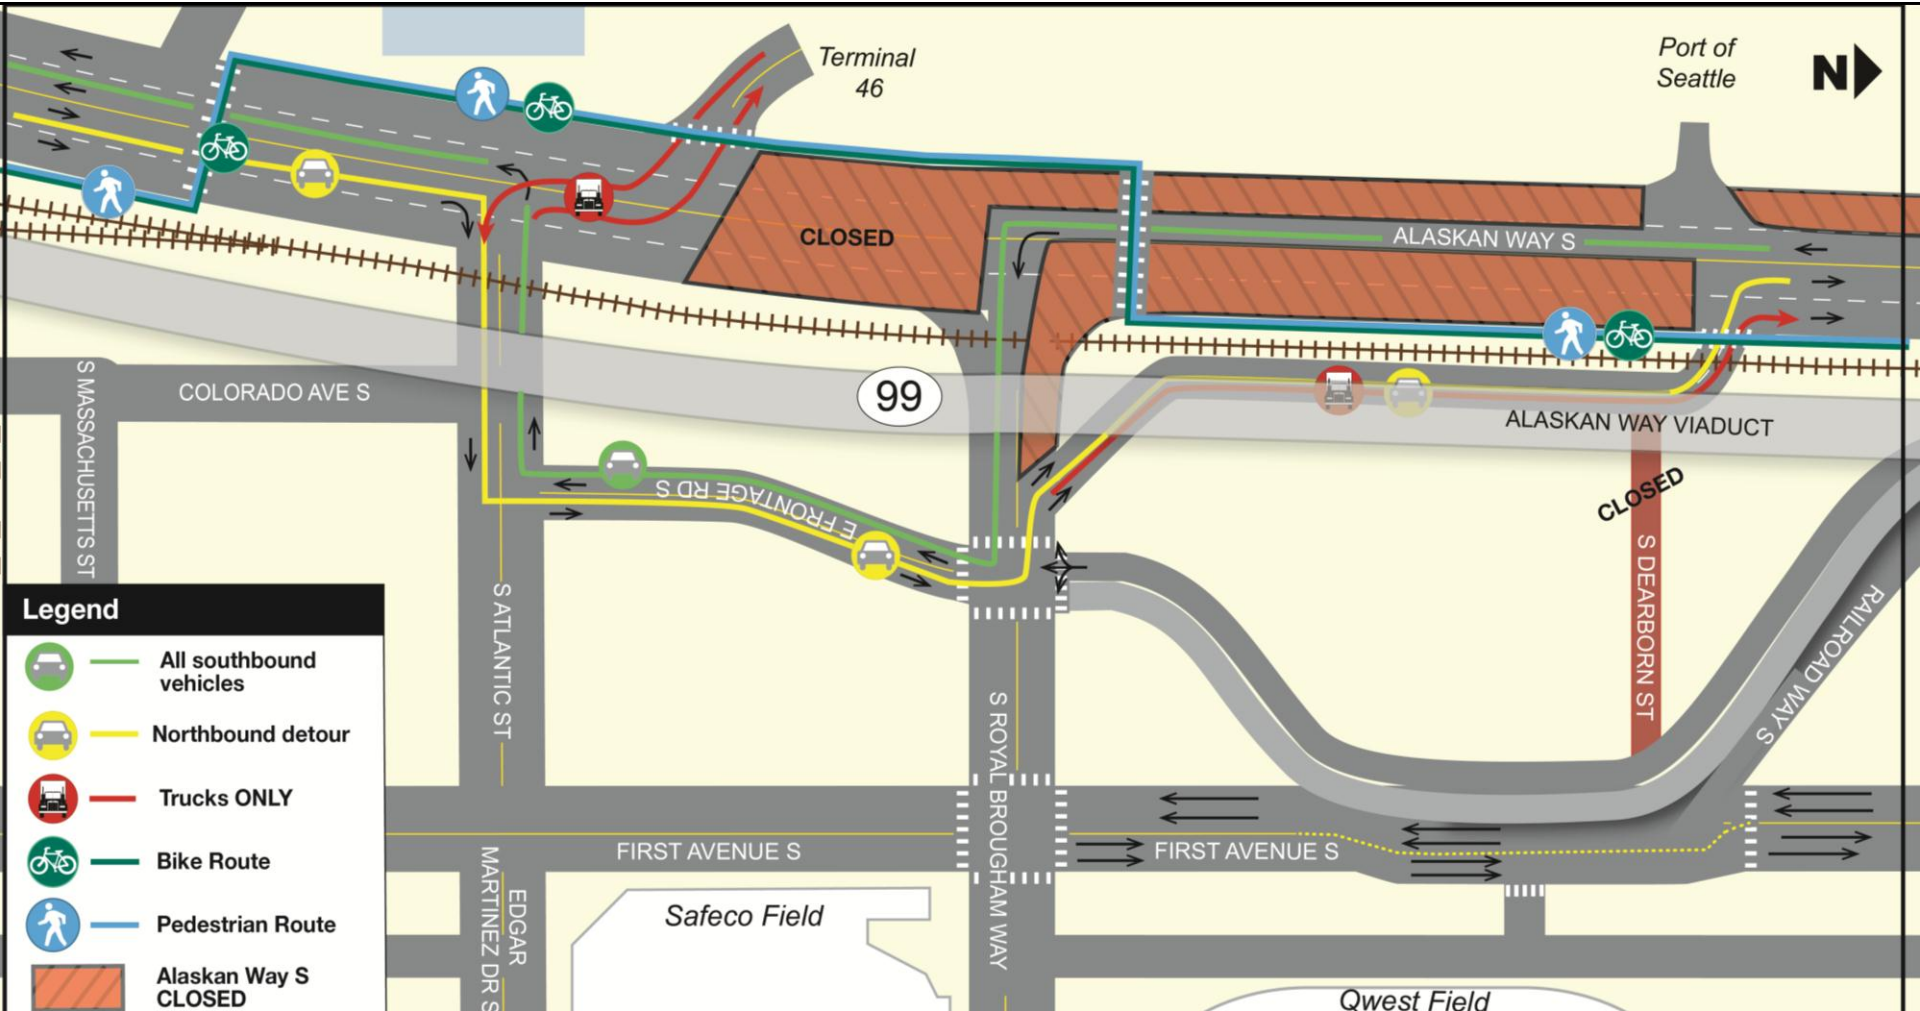 Terminal
46
Port of
Seattle
N
CLOSED
ALASKAN WAY S
S MASSACHUSETTS ST
COLORADO AVE S
99
ALASKAN WAY VIADUCT
E FRONTAGE RD S
CLOSED
S DEARBORN ST
RAILROAD WAY S
S ATLANTIC ST
S ROYAL BROUGHAM WAY
FIRST AVENUE S
FIRST AVENUE S
EDGAR
MARTINEZ DR S
Safeco Field
Qwest Field
Legend
All southbound
vehicles
Northbound detour
Trucks ONLY
Bike Route
Pedestrian Route
Alaskan Way S
CLOSED